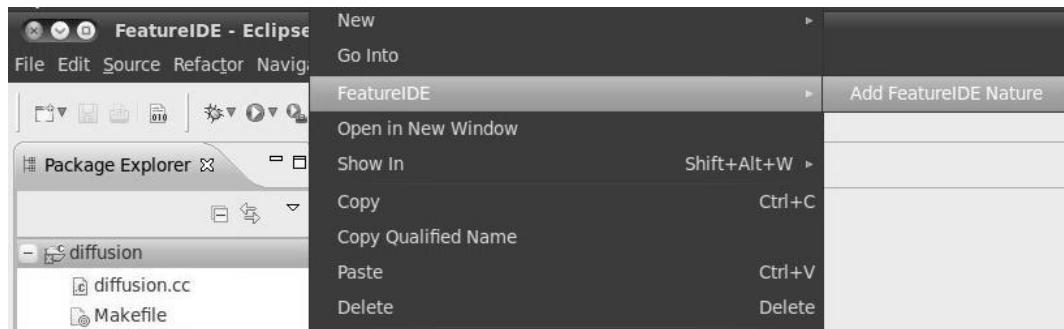 FeatureIDE - Eclipse
File Edit Source Refactor Navig
Package Explorer
diffusion
diffusion.cc
Makefile
New
Go Into
FeatureIDE
Add FeatureIDE Nature
Open in New Window
Show In Shift+Alt+W
Copy Ctrl+C
Copy Qualified Name
Paste Ctrl+V
Delete Delete